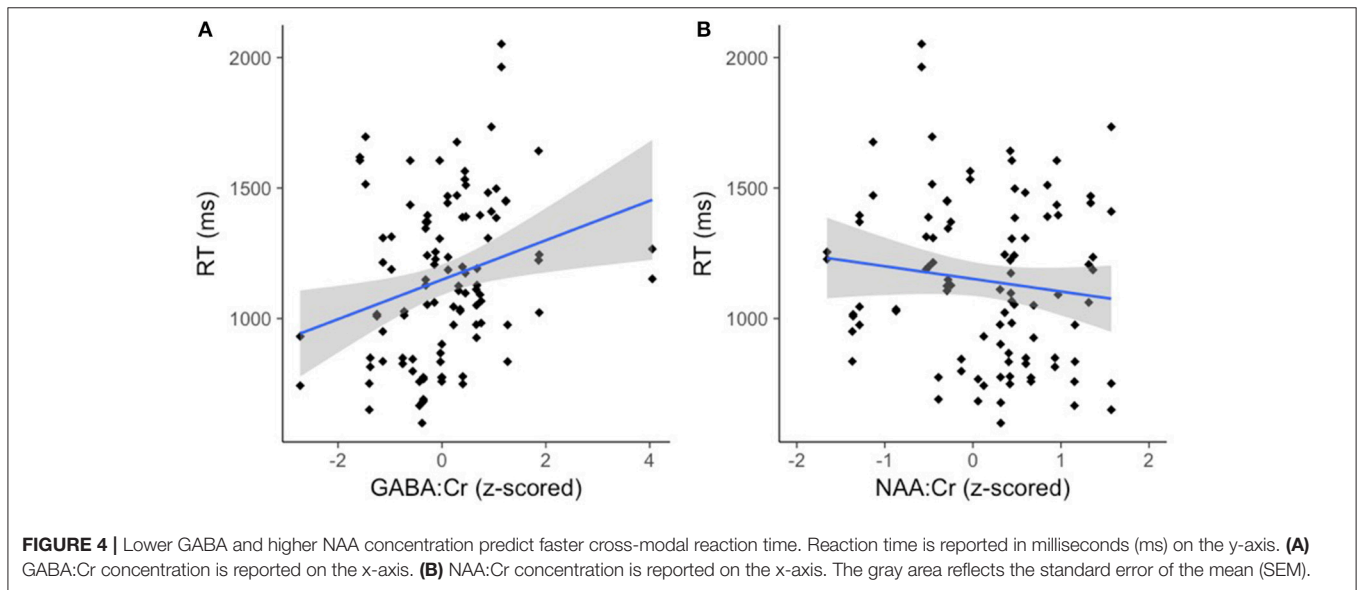 A
B
2000
1500
1000
RT (ms)
-2
0
2
4
GABA:Cr (z-scored)
2000
1500
1000
RT (ms)
-2
-1
0
1
2
NAA:Cr (z-scored)
FIGURE 4 | Lower GABA and higher NAA concentration predict faster cross-modal reaction time. Reaction time is reported in milliseconds (ms) on the y-axis. (A)
GABA:Cr concentration is reported on the x-axis. (B) NAA:Cr concentration is reported on the x-axis. The gray area reflects the standard error of the mean (SEM).